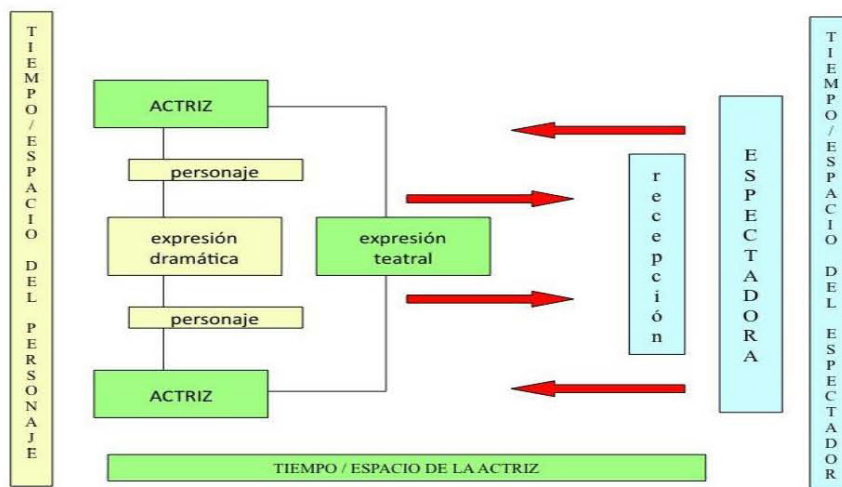 TIEMPO/ESPACIO DEL PERSONAJE
ACTRIZ
personaje
expresión
dramática
personaje
ACTRIZ
expresión
teatral
recepción
ESPECTADORA
TIEMPO/ESPACIO DEL ESPECTADOR
TIEMPO / ESPACIO DE LA ACTRIZ